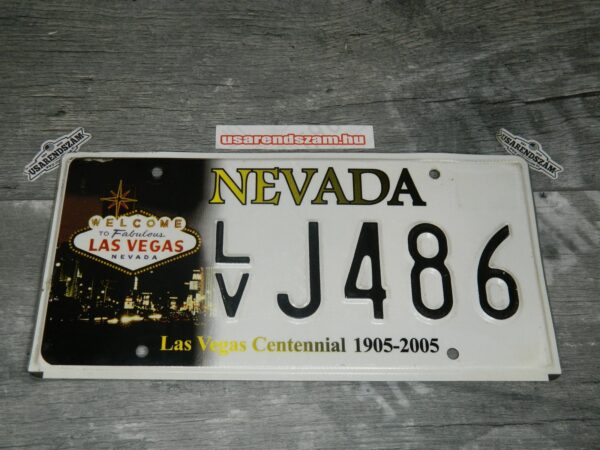 usarendszam.hu
USARENDSZAM
USARENDSZAM
NEVADA
WELCOME
TO Fabulous
LAS VEGAS
NEVADA
LV J486
Las Vegas Centennial 1905-2005